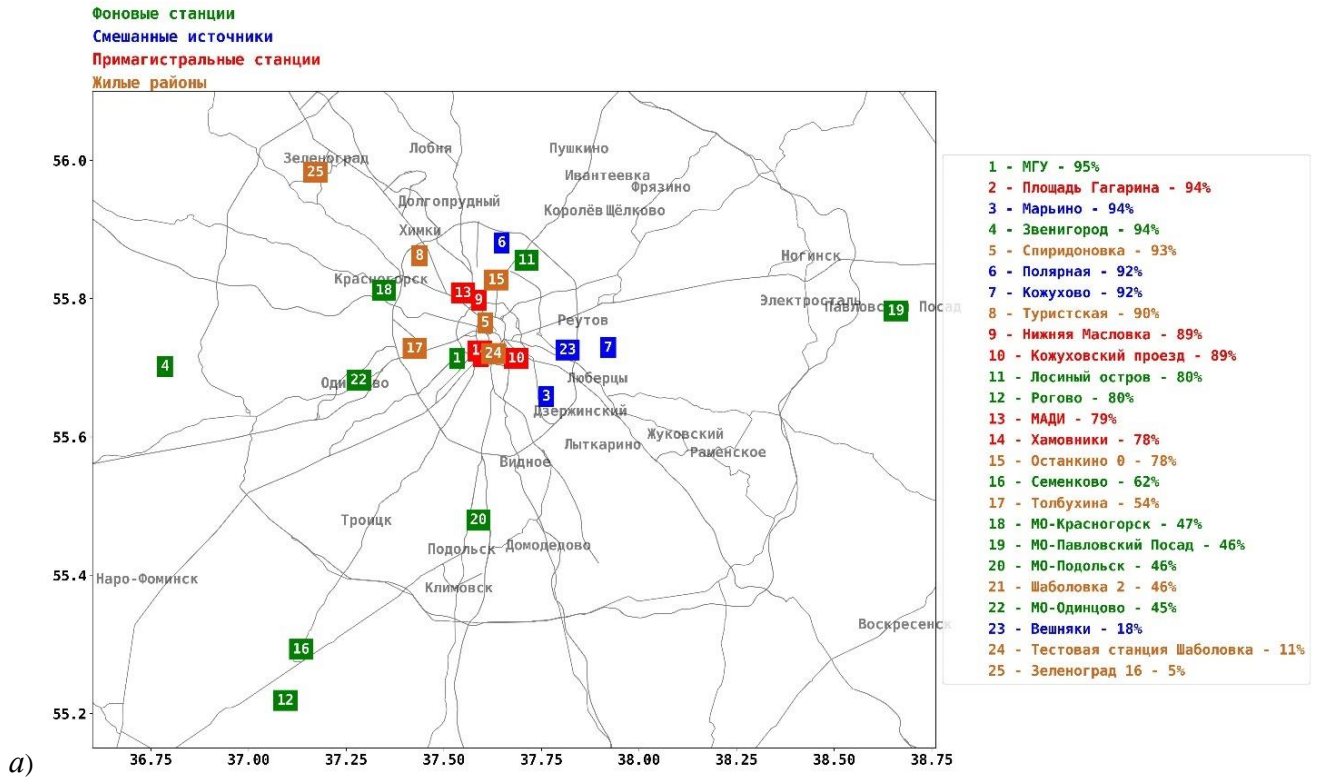 Фоновые станции
Смешанные источники
Примагистральные станции
Жилые районы
56.0
55.8
55.6
55.4
55.2
36.75 37.00 37.25 37.50 37.75 38.00 38.25 38.50 38.75
а)
Зеленоград
25
Лобня
Пушкино
Ивантеевка
Фрязино
Долгопрудный
Королёв Щёлково
Химки
6
8
11
Ногинск
Красногорск
15
18
13
9
Электросталь
Павловс Посад
19
5
Реутов
17
1
24
10
23
7
4
22
Оди во
Люберцы
3
Дзержинский
Жуковский
Лыткарино
Раменское
Видное
Троицк
20
Подольск
Домодедово
Наро-Фоминск
Климовск
Воскресенск
16
12
1 - МГУ - 95%
2 - Площадь Гагарина - 94%
3 - Марьино - 94%
4 - Звенигород - 94%
5 - Спиридоновка - 93%
6 - Полярная - 92%
7 - Кожухово - 92%
8 - Туристская - 90%
9 - Нижняя Масловка - 89%
10 - Кожуховский проезд - 89%
11 - Лосиный остров - 80%
12 - Рогово - 80%
13 - МАДИ - 79%
14 - Хамовники - 78%
15 - Останкино 0 - 78%
16 - Семенково - 62%
17 - Толбухина - 54%
18 - МО-Красногорск - 47%
19 - МО-Павловский Посад - 46%
20 - МО-Подольск - 46%
21 - Шаболовка 2 - 46%
22 - МО-Одинцово - 45%
23 - Вешняки - 18%
24 - Тестовая станция Шаболовка - 11%
25 - Зеленоград 16 - 5%